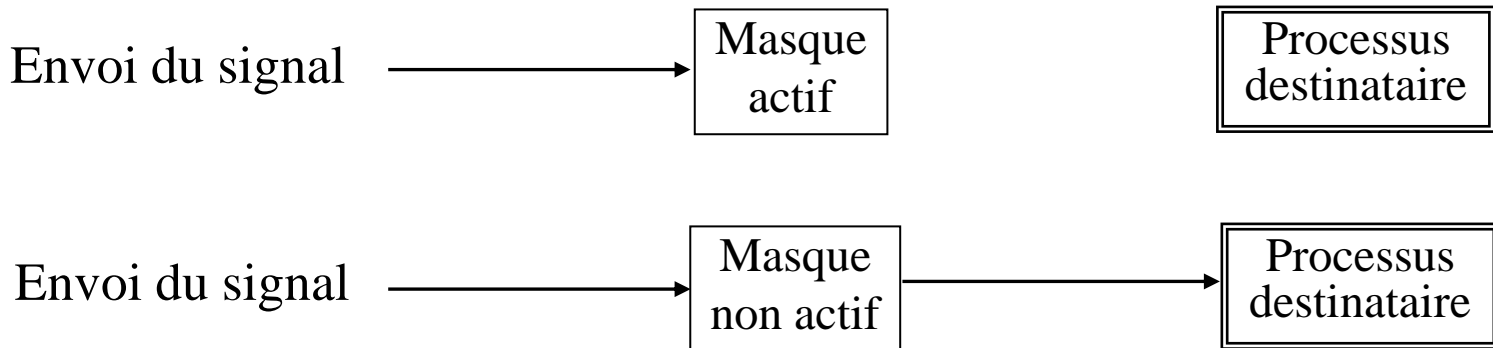 Envoi du signal
Masque
actif
Processus
destinataire
Envoi du signal
Masque
non actif
Processus
destinataire